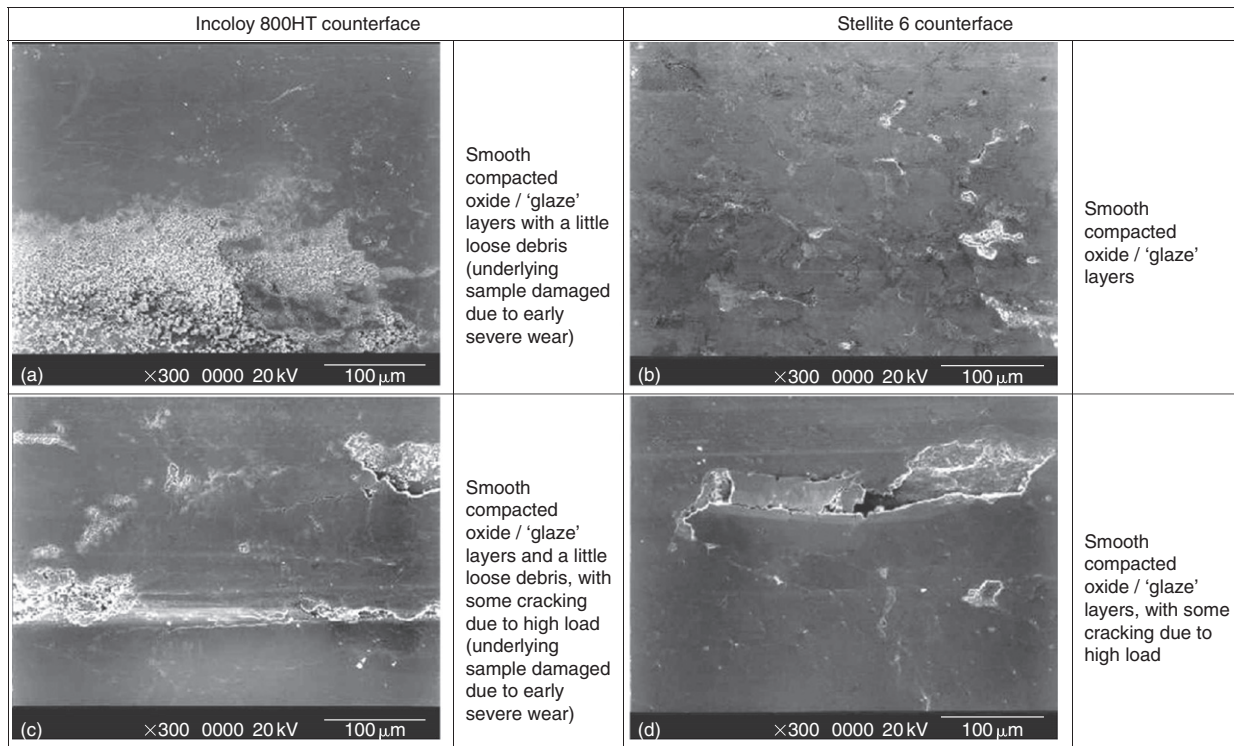 Incoloy 800HT counterface
Stellite 6 counterface
(a)
×300 0000 20 kV
100 μm
Smooth
compacted
oxide / ‘glaze’
layers with a little
loose debris
(underlying
sample damaged
due to early
severe wear)
(b)
×300 0000 20 kV
100 μm
Smooth
compacted
oxide / ‘glaze’
layers
(c)
×300 0000 20 kV
100 μm
Smooth
compacted
oxide / ‘glaze’
layers and a little
loose debris, with
some cracking
due to high load
(underlying
sample damaged
due to early
severe wear)
(d)
×300 0000 20 kV
100 μm
Smooth
compacted
oxide / ‘glaze’
layers, with some
cracking due to
high load